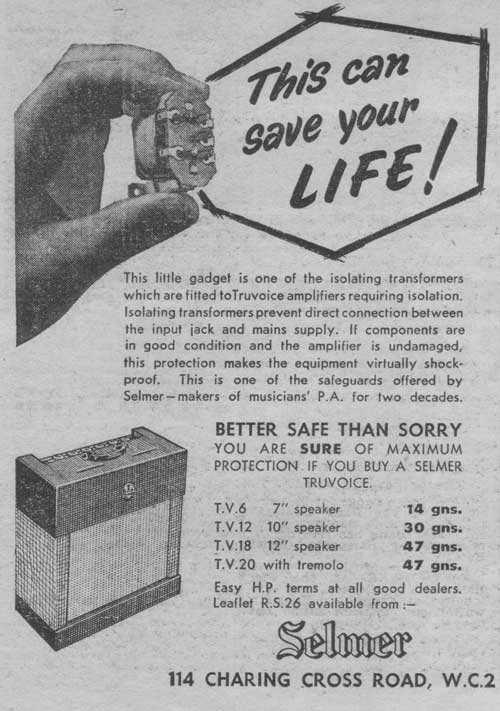 This can
save your
LIFE!
This little gadget is one of the isolating transformers
which are fitted to Truvoice amplifiers requiring isolation.
Isolating transformers prevent direct connection between
the input jack and mains supply. If components are
in good condition and the amplifier is undamaged,
this protection makes the equipment virtually shock-
proof. This is one of the safeguards offered by
Selmer—makers of musicians' P.A. for two decades.
BETTER SAFE THAN SORRY
YOU ARE SURE OF MAXIMUM
PROTECTION IF YOU BUY A SELMER
TRUVOICE.
T.V.6 7" speaker 14 gns.
T.V.12 10" speaker 30 gns.
T.V.18 12" speaker 47 gns.
T.V.20 with tremolo 47 gns.
Easy H.P. terms at all good dealers.
Leaflet R.S.26 available from :—
Selmer
114 CHARING CROSS ROAD, W.C.2